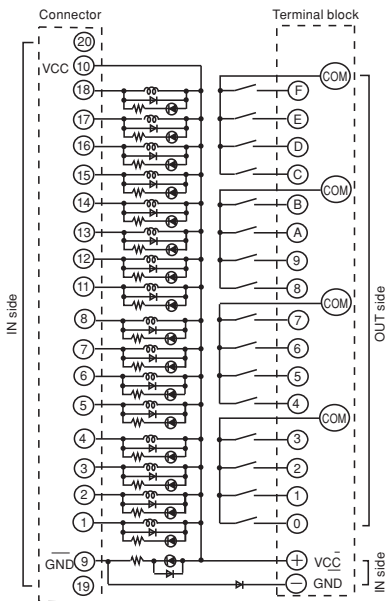 Connector
Terminal block
20
VCC 10
COM
18
F
17
E
16
D
15
C
COM
14
B
13
A
12
9
11
8
COM
8
7
7
6
6
5
5
4
COM
4
3
3
2
2
1
1
0
GND 9
+ VCC
19
− GND
IN side
OUT side
IN side